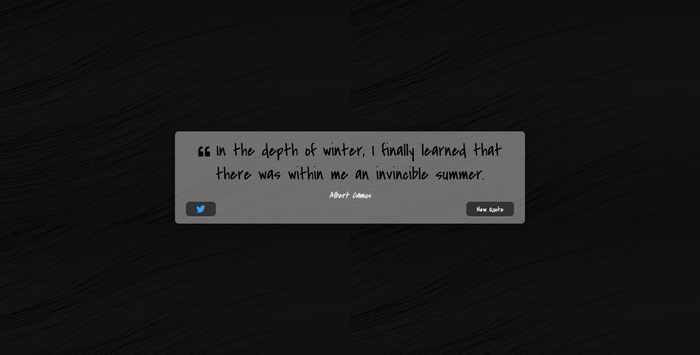 In the depth of winter, I finally learned that
there was within me an invincible summer.
Albert Camus
New Quote